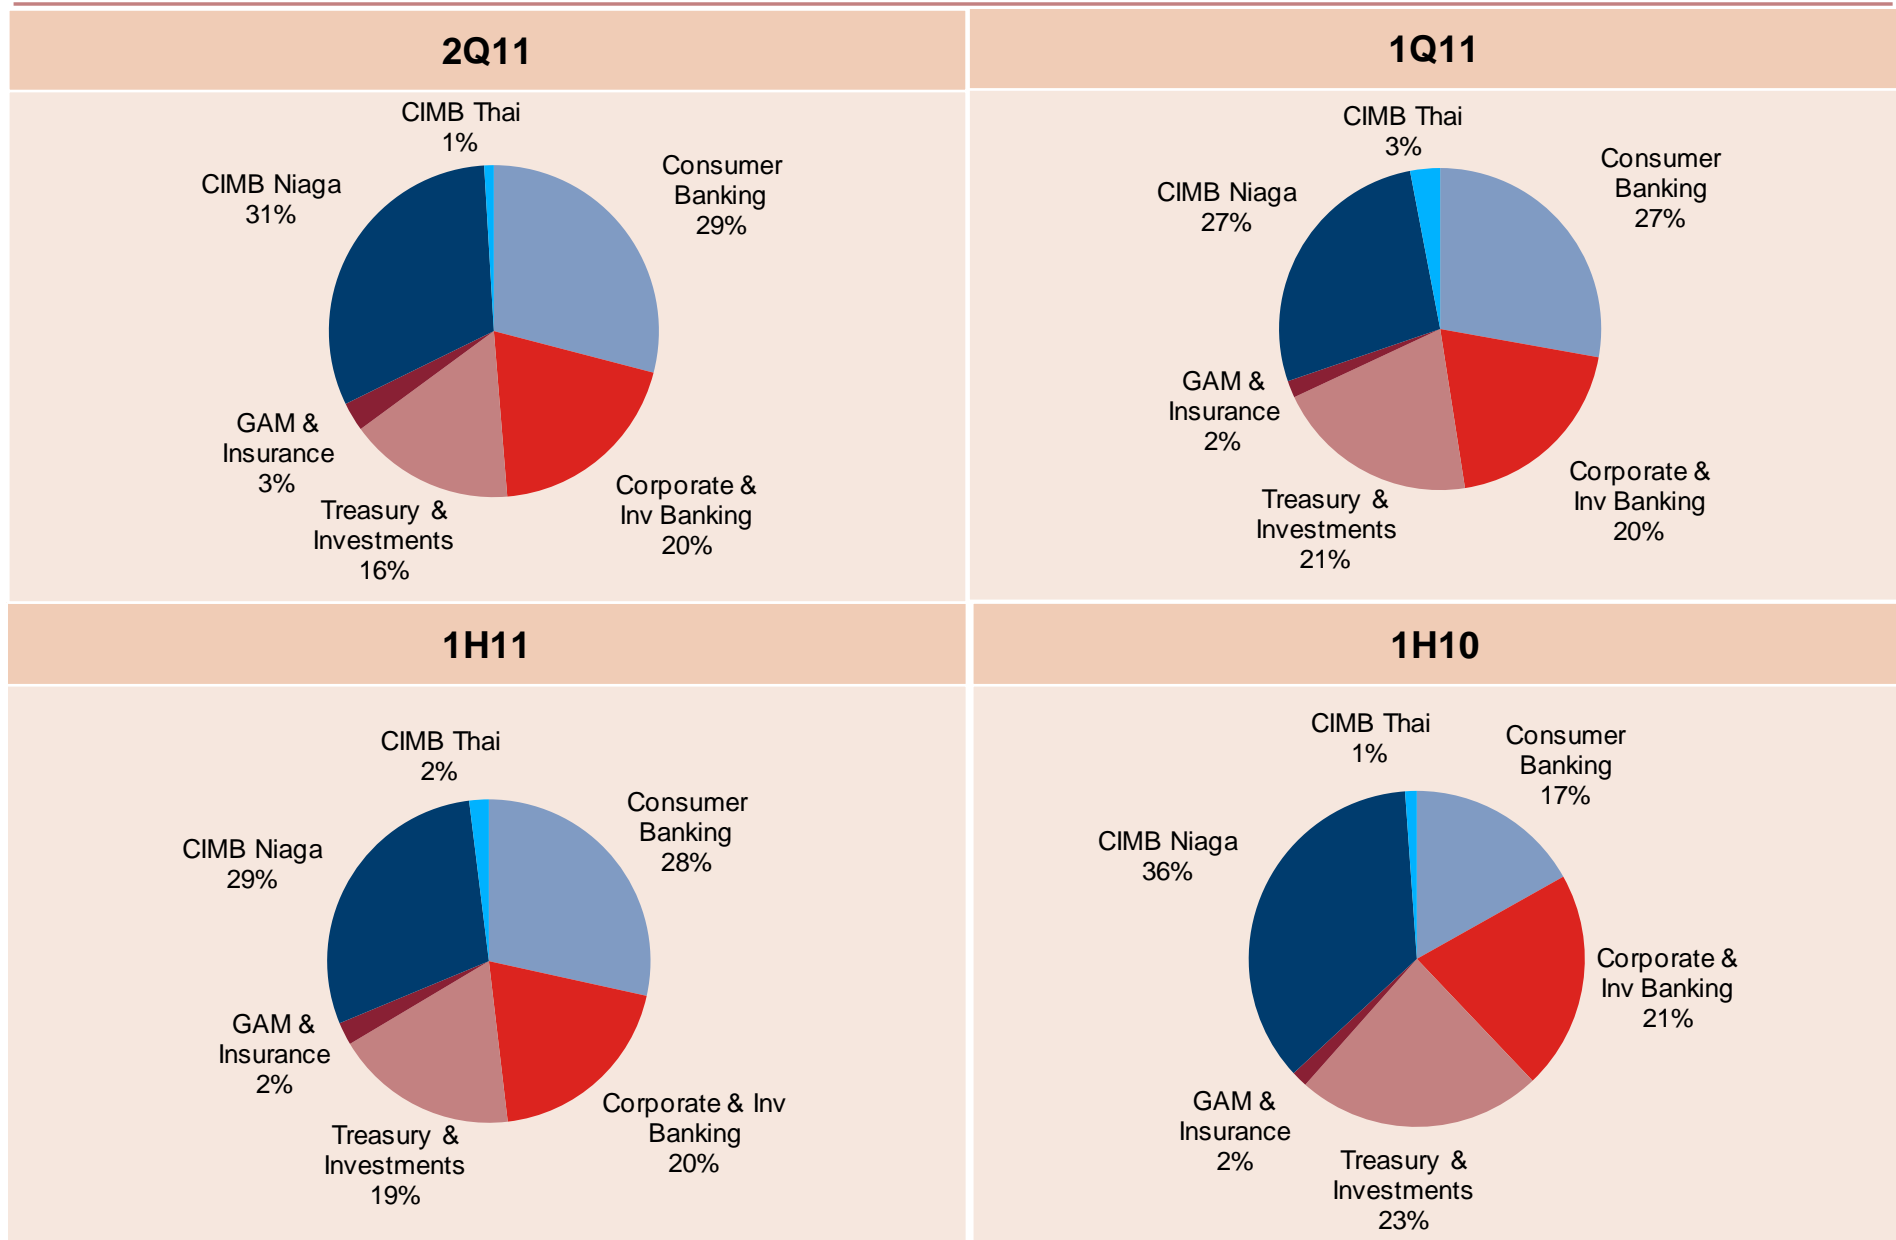 2Q11
CIMB Thai
1%
Consumer
Banking
29%
CIMB Niaga
31%
GAM &
Insurance
3%
Treasury &
Investments
16%
Corporate &
Inv Banking
20%
1Q11
CIMB Thai
3%
Consumer
Banking
27%
CIMB Niaga
27%
GAM &
Insurance
2%
Treasury &
Investments
21%
Corporate &
Inv Banking
20%
1H11
CIMB Thai
2%
Consumer
Banking
28%
CIMB Niaga
29%
GAM &
Insurance
2%
Treasury &
Investments
19%
Corporate & Inv
Banking
20%
1H10
CIMB Thai
1%
Consumer
Banking
17%
CIMB Niaga
36%
Corporate &
Inv Banking
21%
GAM &
Insurance
2%
Treasury &
Investments
23%